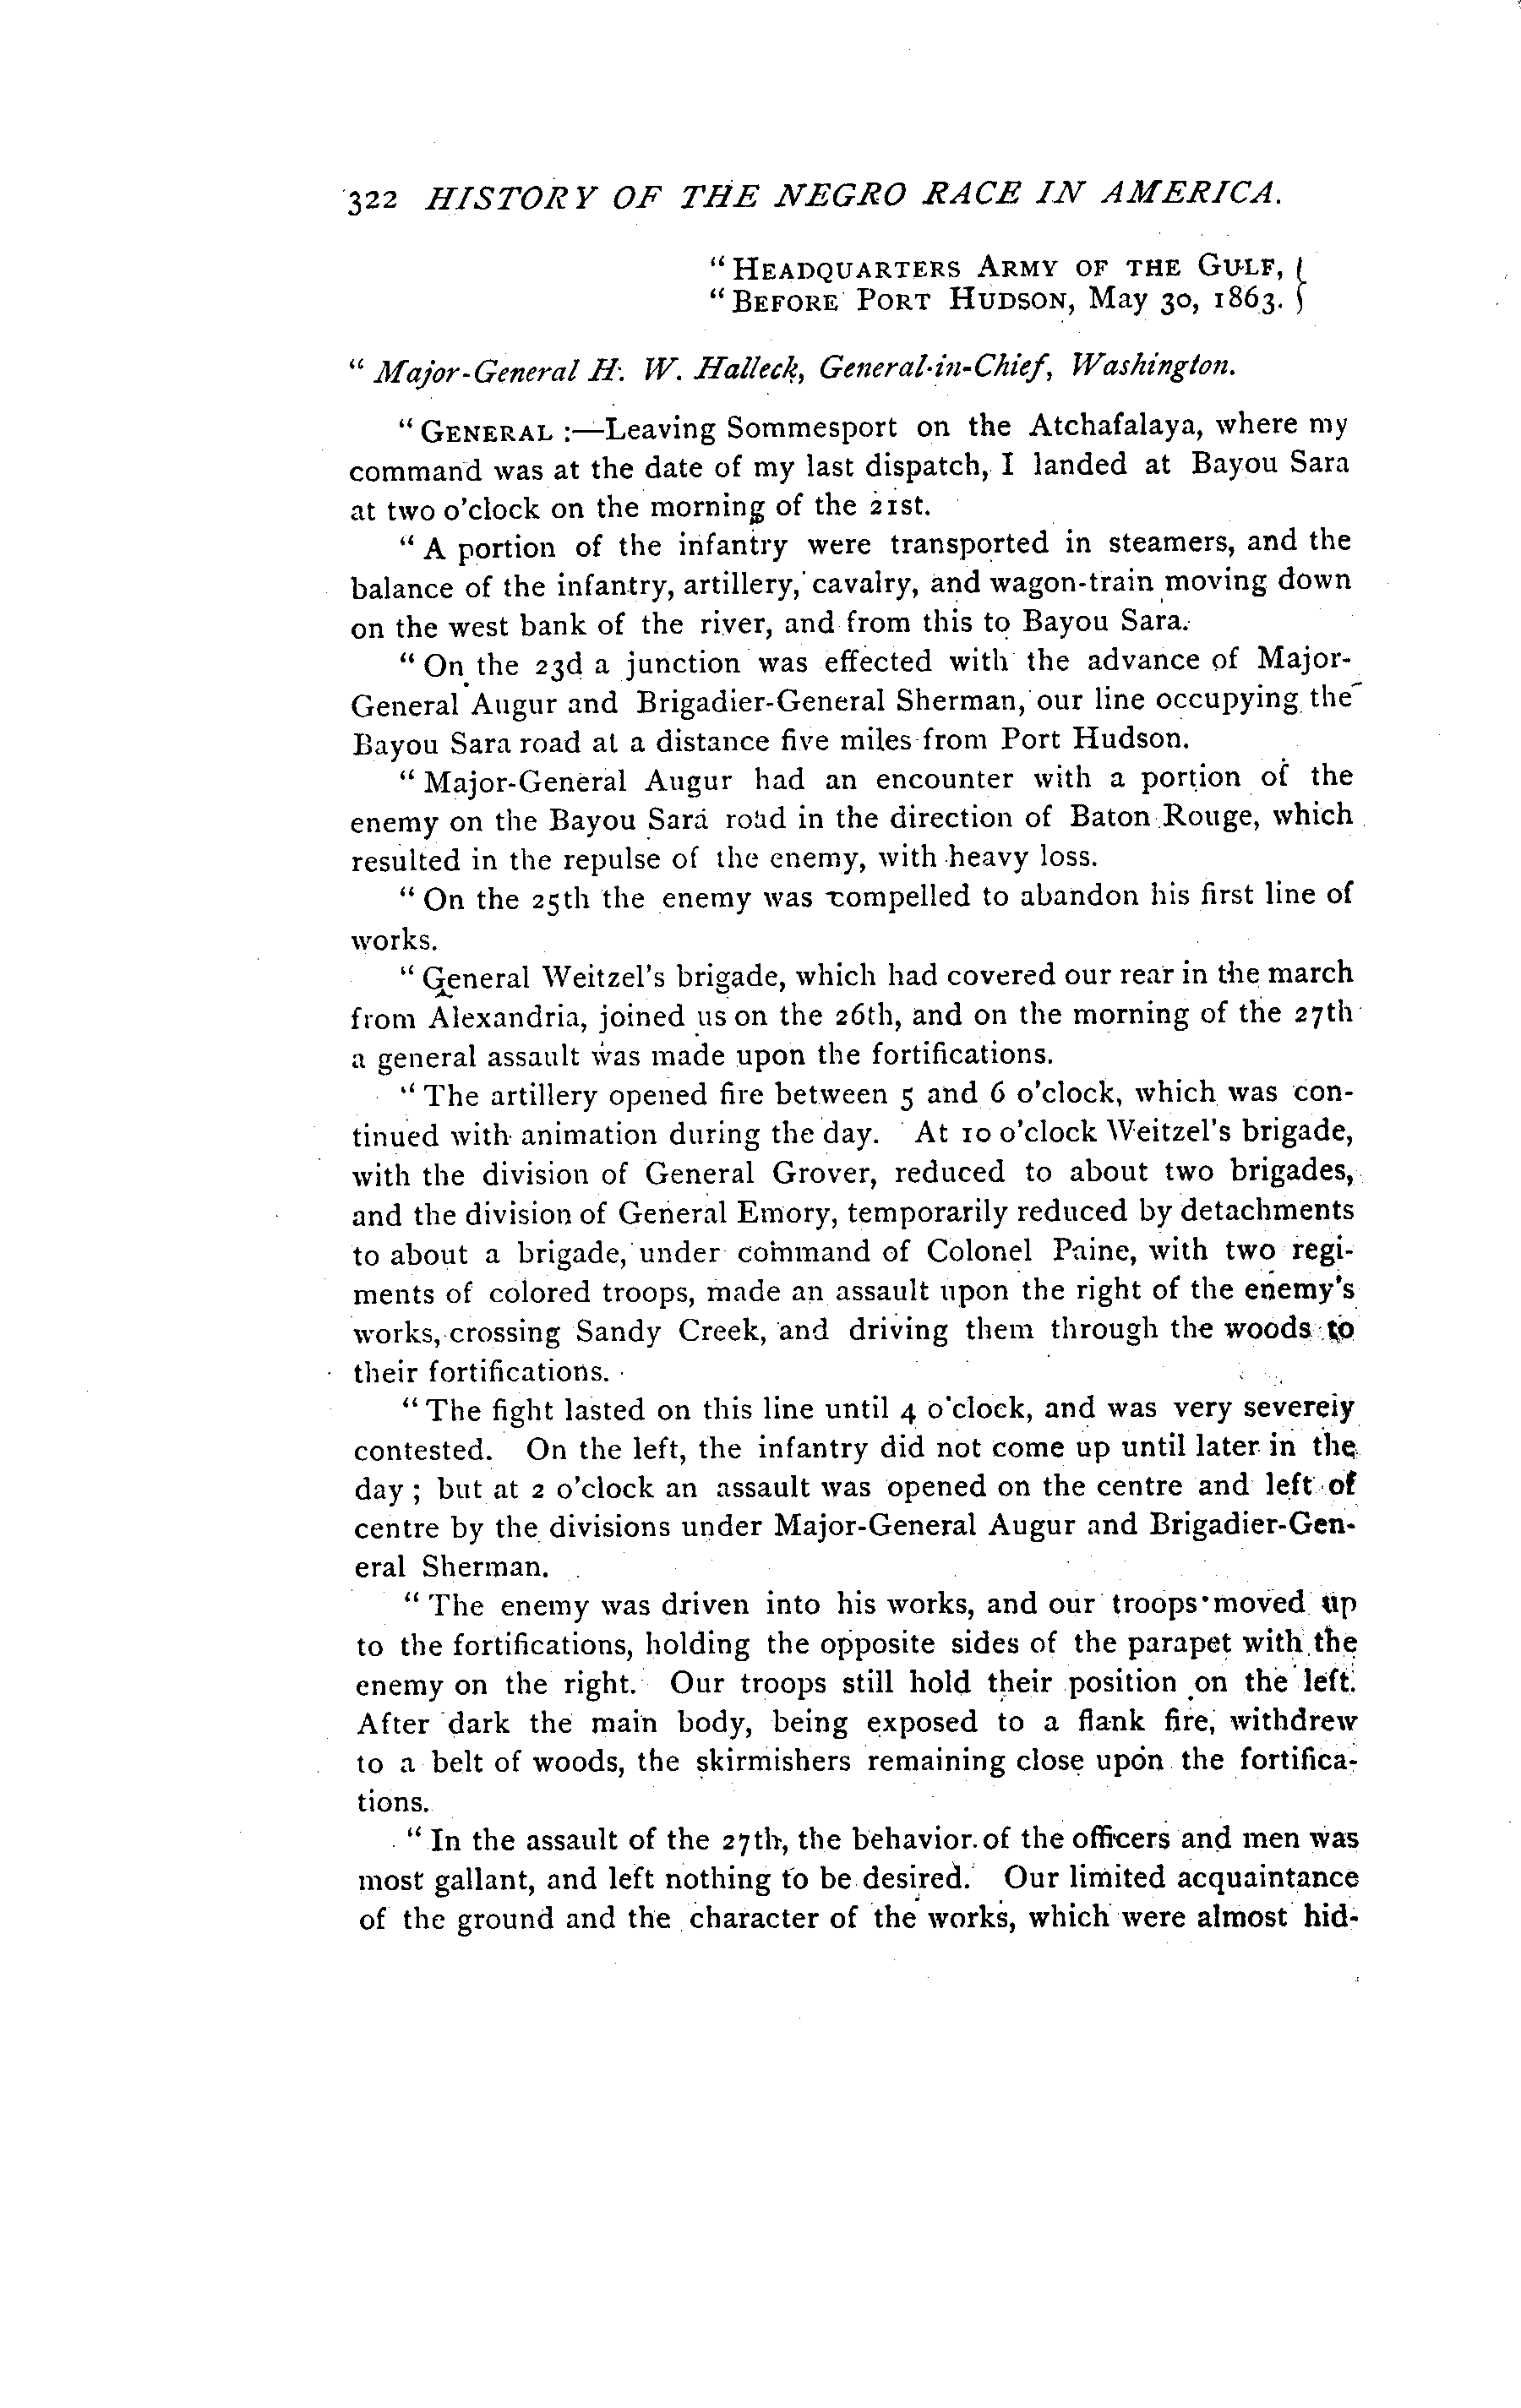 322 HISTORY OF THE NEGRO RACE IN AMERICA.
"HEADQUARTERS ARMY OF THE GULF,
"BEFORE PORT HUDSON, May 30, 1863.
"Major-General H. W. Halleck, General-in-Chief, Washington.
"GENERAL :—Leaving Sommesport on the Atchafalaya, where my
command was at the date of my last dispatch, I landed at Bayou Sara
at two o'clock on the morning of the 21st.
"A portion of the infantry were transported in steamers, and the
balance of the infantry, artillery, cavalry, and wagon-train moving down
on the west bank of the river, and from this to Bayou Sara.
"On the 23d a junction was effected with the advance of Major-
General Augur and Brigadier-General Sherman, our line occupying the
Bayou Sara road at a distance five miles from Port Hudson.
"Major-General Augur had an encounter with a portion of the
enemy on the Bayou Sara road in the direction of Baton Rouge, which
resulted in the repulse of the enemy, with heavy loss.
"On the 25th the enemy was compelled to abandon his first line of
works.
"General Weitzel's brigade, which had covered our rear in the march
from Alexandria, joined us on the 26th, and on the morning of the 27th
a general assault was made upon the fortifications.
"The artillery opened fire between 5 and 6 o'clock, which was con-
tinued with animation during the day. At 10 o'clock Weitzel's brigade,
with the division of General Grover, reduced to about two brigades,
and the division of General Emory, temporarily reduced by detachments
to about a brigade, under command of Colonel Paine, with two regi-
ments of colored troops, made an assault upon the right of the enemy's
works, crossing Sandy Creek, and driving them through the woods to
their fortifications.
"The fight lasted on this line until 4 o'clock, and was very severely
contested. On the left, the infantry did not come up until later in the
day ; but at 2 o'clock an assault was opened on the centre and left of
centre by the divisions under Major-General Augur and Brigadier-Gen-
eral Sherman.
"The enemy was driven into his works, and our troops moved up
to the fortifications, holding the opposite sides of the parapet with the
enemy on the right. Our troops still hold their position on the left.
After dark the main body, being exposed to a flank fire, withdrew
to a belt of woods, the skirmishers remaining close upon the fortifica-
tions.
"In the assault of the 27th, the behavior of the officers and men was
most gallant, and left nothing to be desired. Our limited acquaintance
of the ground and the character of the works, which were almost hid-